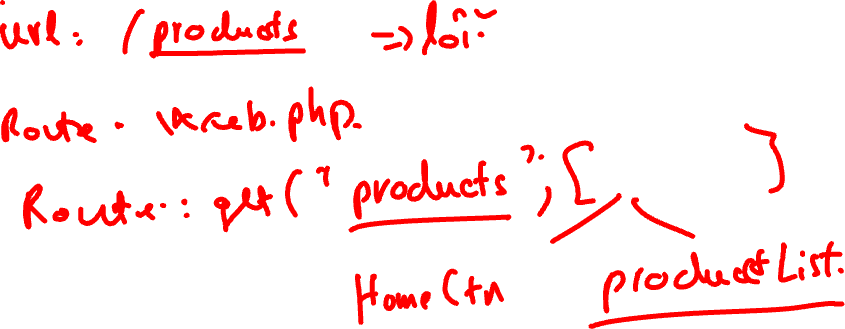 url: /products => lỗi
Route. web.php.
Route:: get("products", [ , ]
HomeCtn productList.